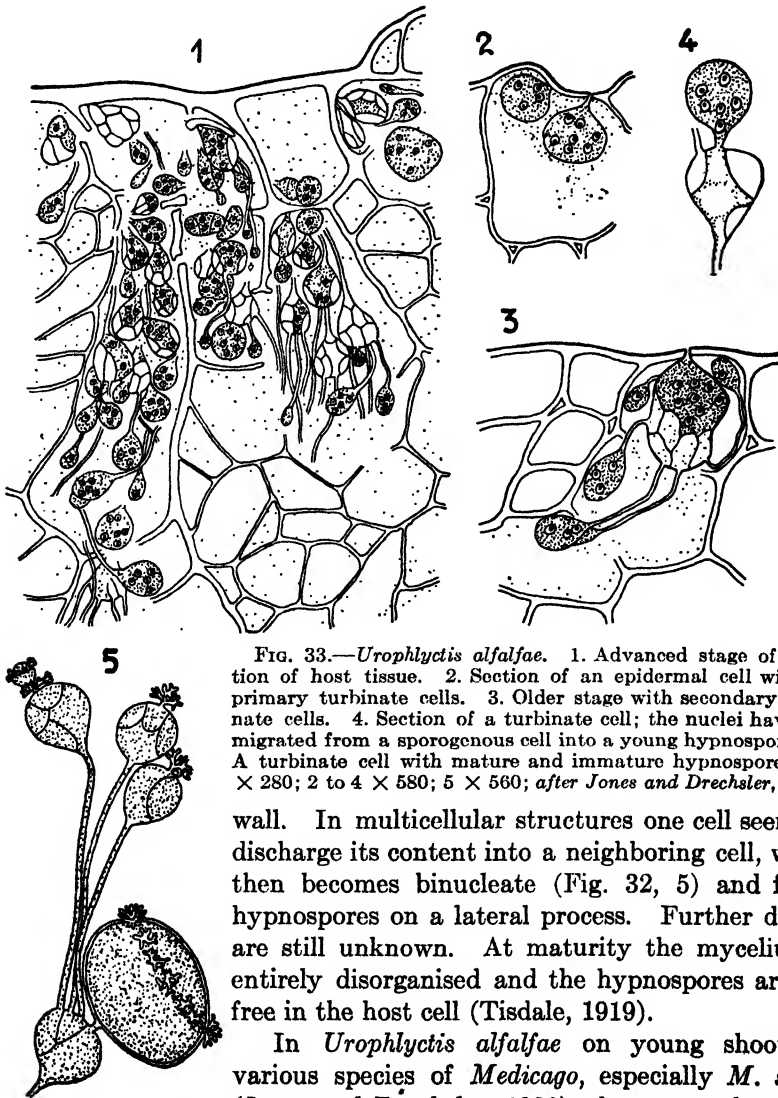 1
2
4
3
5
FIG. 33.—Urophlyctis alfalfae. 1. Advanced stage of
tion of host tissue. 2. Section of an epidermal cell wi
primary turbinate cells. 3. Older stage with secondary
nate cells. 4. Section of a turbinate cell; the nuclei hav
migrated from a sporogenous cell into a young hypnospor
A turbinate cell with mature and immature hypnospore
× 280; 2 to 4 × 580; 5 × 560; after Jones and Drechsler,
wall. In multicellular structures one cell seer
discharge its content into a neighboring cell, v
then becomes binucleate (Fig. 32, 5) and f
hypnospores on a lateral process. Further d
are still unknown. At maturity the myceliu
entirely disorganised and the hypnospores ar
free in the host cell (Tisdale, 1919).
In Urophlyctis alfalfae on young shoo
various species of Medicago, especially M.